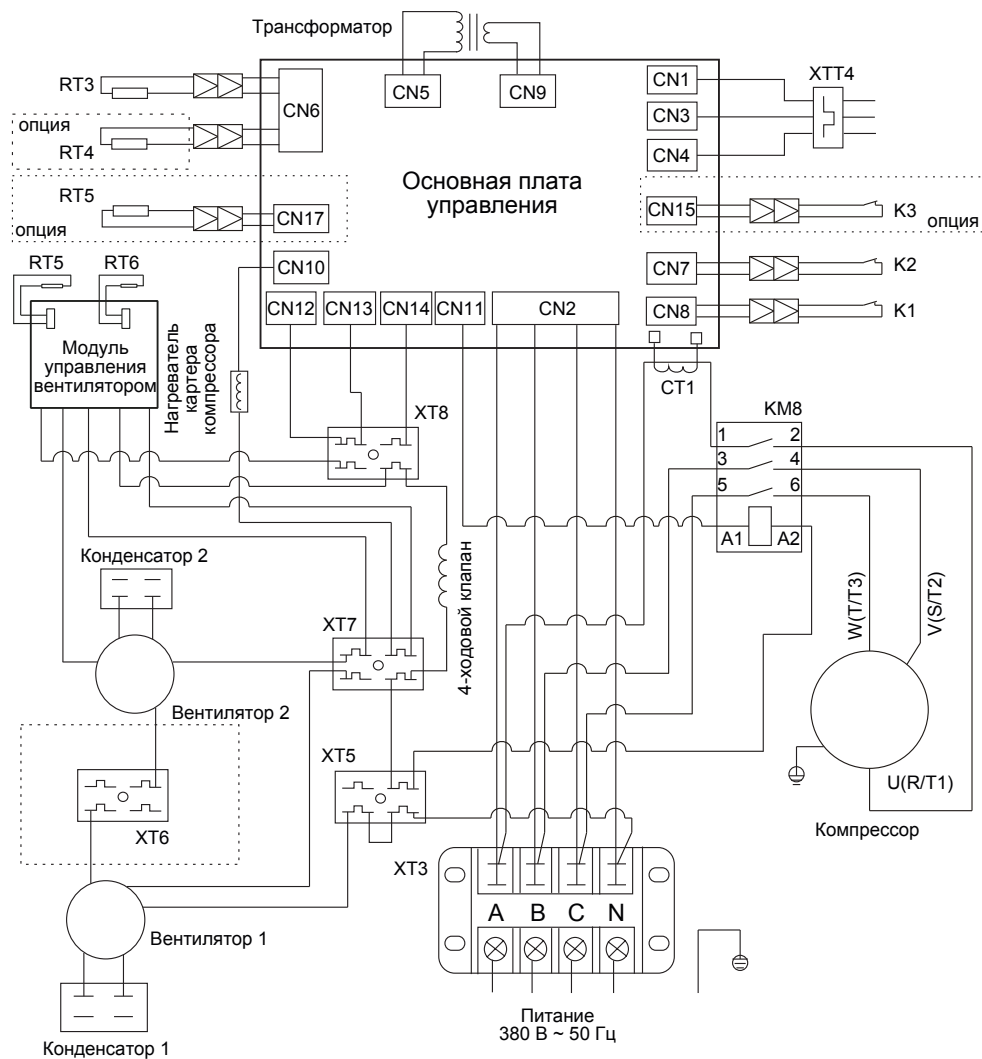 Трансформатор
RT3
CN6
CN5
CN9
CN1
XTT4
CN3
опция
RT4
CN4
Основная плата
управления
RT5
опция
CN17
CN15
K3
опция
CN10
CN7
K2
RT5
RT6
CN12
CN13
CN14
CN11
CN2
CN8
K1
Модуль
управления
вентилятором
Нагреватель
картера
компрессора
CT1
XT8
KM8
1
2
3
4
5
6
A1
A2
Конденсатор 2
4-ходовой клапан
W(T/T3)
V(S/T2)
XT7
Вентилятор 2
XT5
U(R/T1)
XT6
Компрессор
XT3
A
B
C
N
Вентилятор 1
Питание
380 В ~ 50 Гц
Конденсатор 1